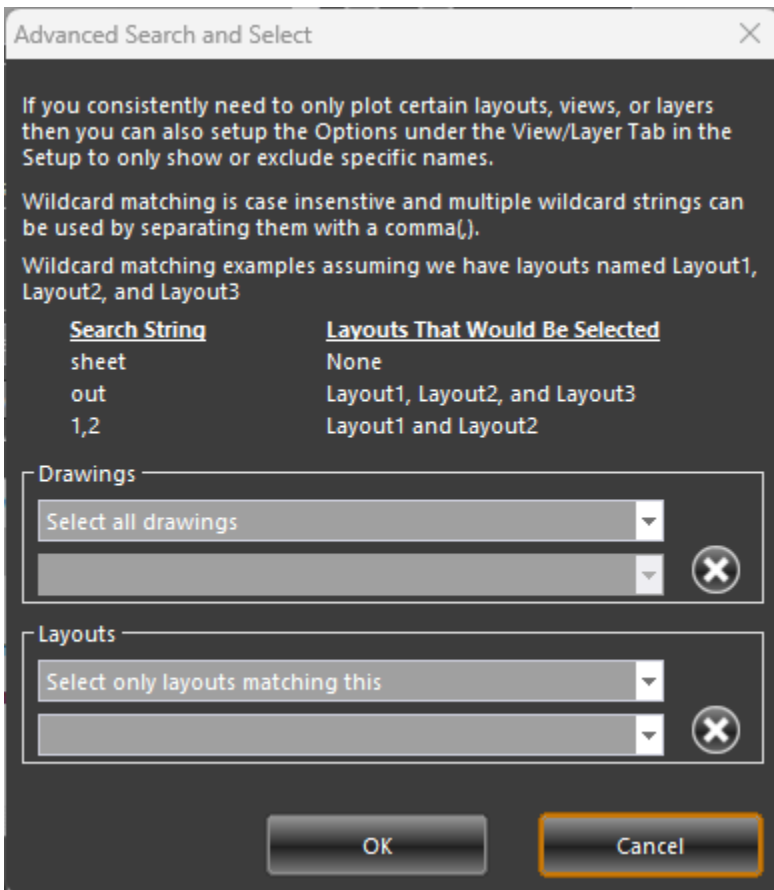 Advanced Search and Select
If you consistently need to only plot certain layouts, views, or layers
then you can also setup the Options under the View/Layer Tab in the
Setup to only show or exclude specific names.
Wildcard matching is case insenstive and multiple wildcard strings can
be used by separating them with a comma(,).
Wildcard matching examples assuming we have layouts named Layout1,
Layout2, and Layout3
Search String Layouts That Would Be Selected
sheet None
out Layout1, Layout2, and Layout3
1,2 Layout1 and Layout2
Drawings
Select all drawings
Layouts
Select only layouts matching this
OK Cancel